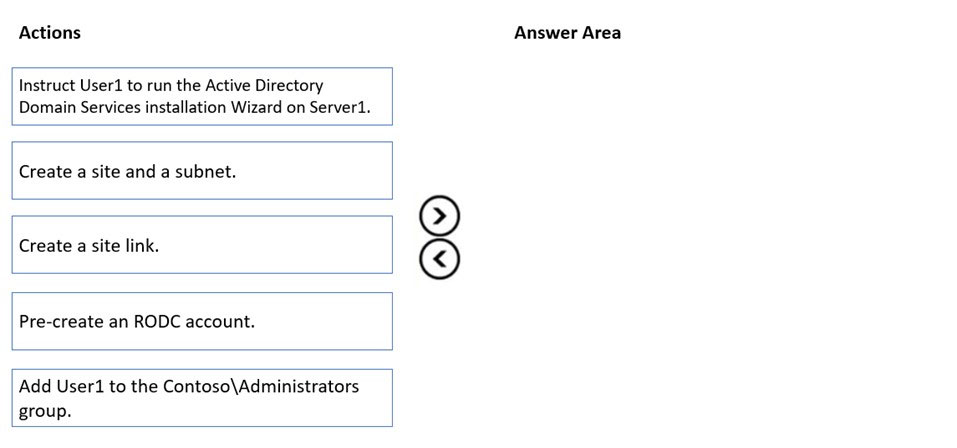 Actions
Answer Area
Instruct User1 to run the Active Directory
Domain Services installation Wizard on Server1.
Create a site and a subnet.
Create a site link.
Pre-create an RODC account.
Add User1 to the Contoso\Administrators
group.